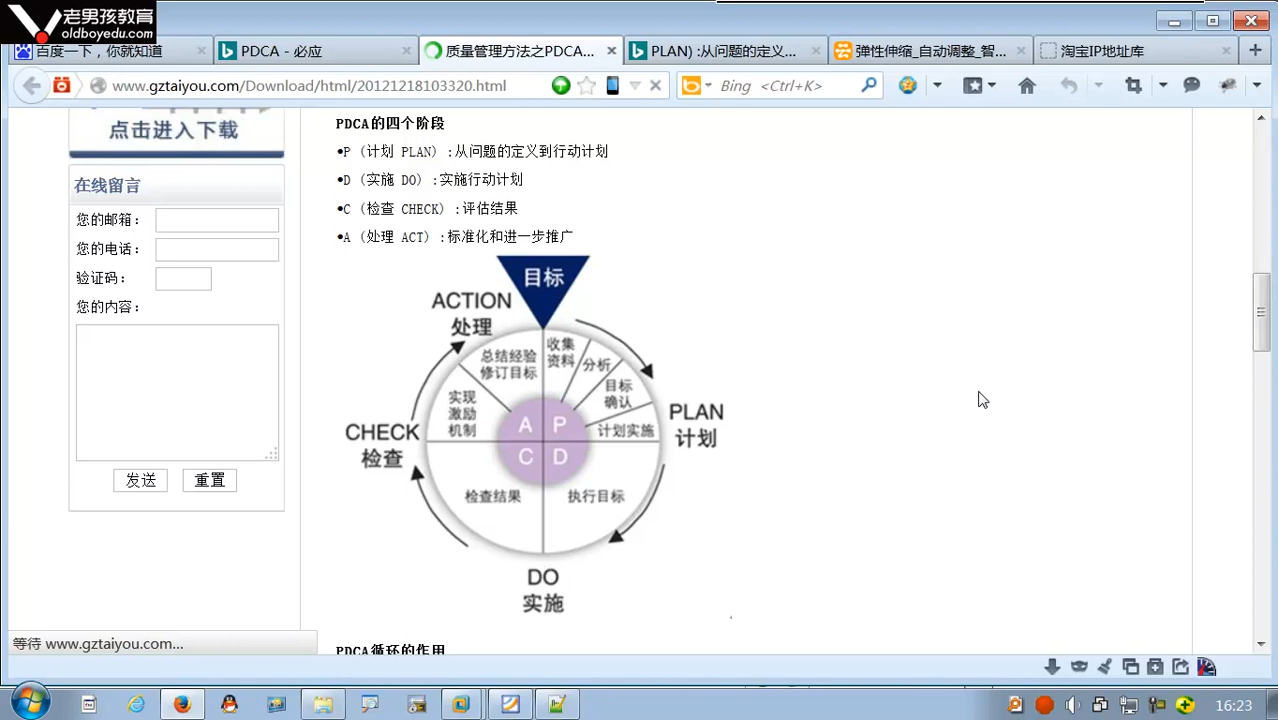 老男孩教育
oldboyedu.com
百度一下，你就知道
PDCA - 必应
质量管理方法之PDCA...
PLAN) :从问题的定义...
弹性伸缩_自动调整_智...
淘宝IP地址库
www.gztaiyou.com/Download/html/20121218103320.html
Bing <Ctrl+K>
点击进入下载
在线留言
您的邮箱：
您的电话：
验证码：
您的内容：
发送
重置
PDCA的四个阶段
•P（计划 PLAN）:从问题的定义到行动计划
•D（实施 DO）:实施行动计划
•C（检查 CHECK）:评估结果
•A（处理 ACT）:标准化和进一步推广
目标
ACTION
处理
总结经验
修订目标
收集
资料
分析
目标
确认
计划实施
实现
激励
机制
A P
C D
PLAN
计划
CHECK
检查
检查结果
执行目标
DO
实施
PDCA循环的作用
等待 www.gztaiyou.com...
16:23